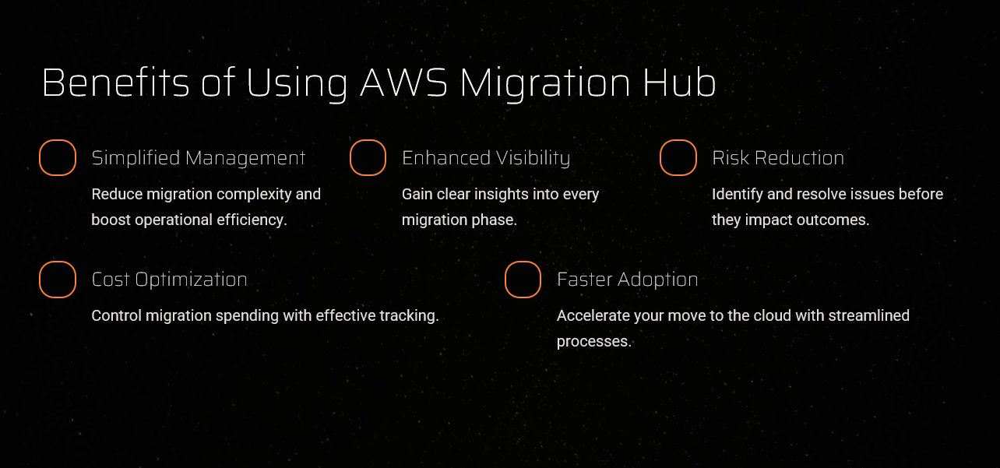 Benefits of Using AWS Migration Hub
Simplified Management
Reduce migration complexity and
boost operational efficiency.
Enhanced Visibility
Gain clear insights into every
migration phase.
Risk Reduction
Identify and resolve issues before
they impact outcomes.
Cost Optimization
Control migration spending with effective tracking.
Faster Adoption
Accelerate your move to the cloud with streamlined
processes.